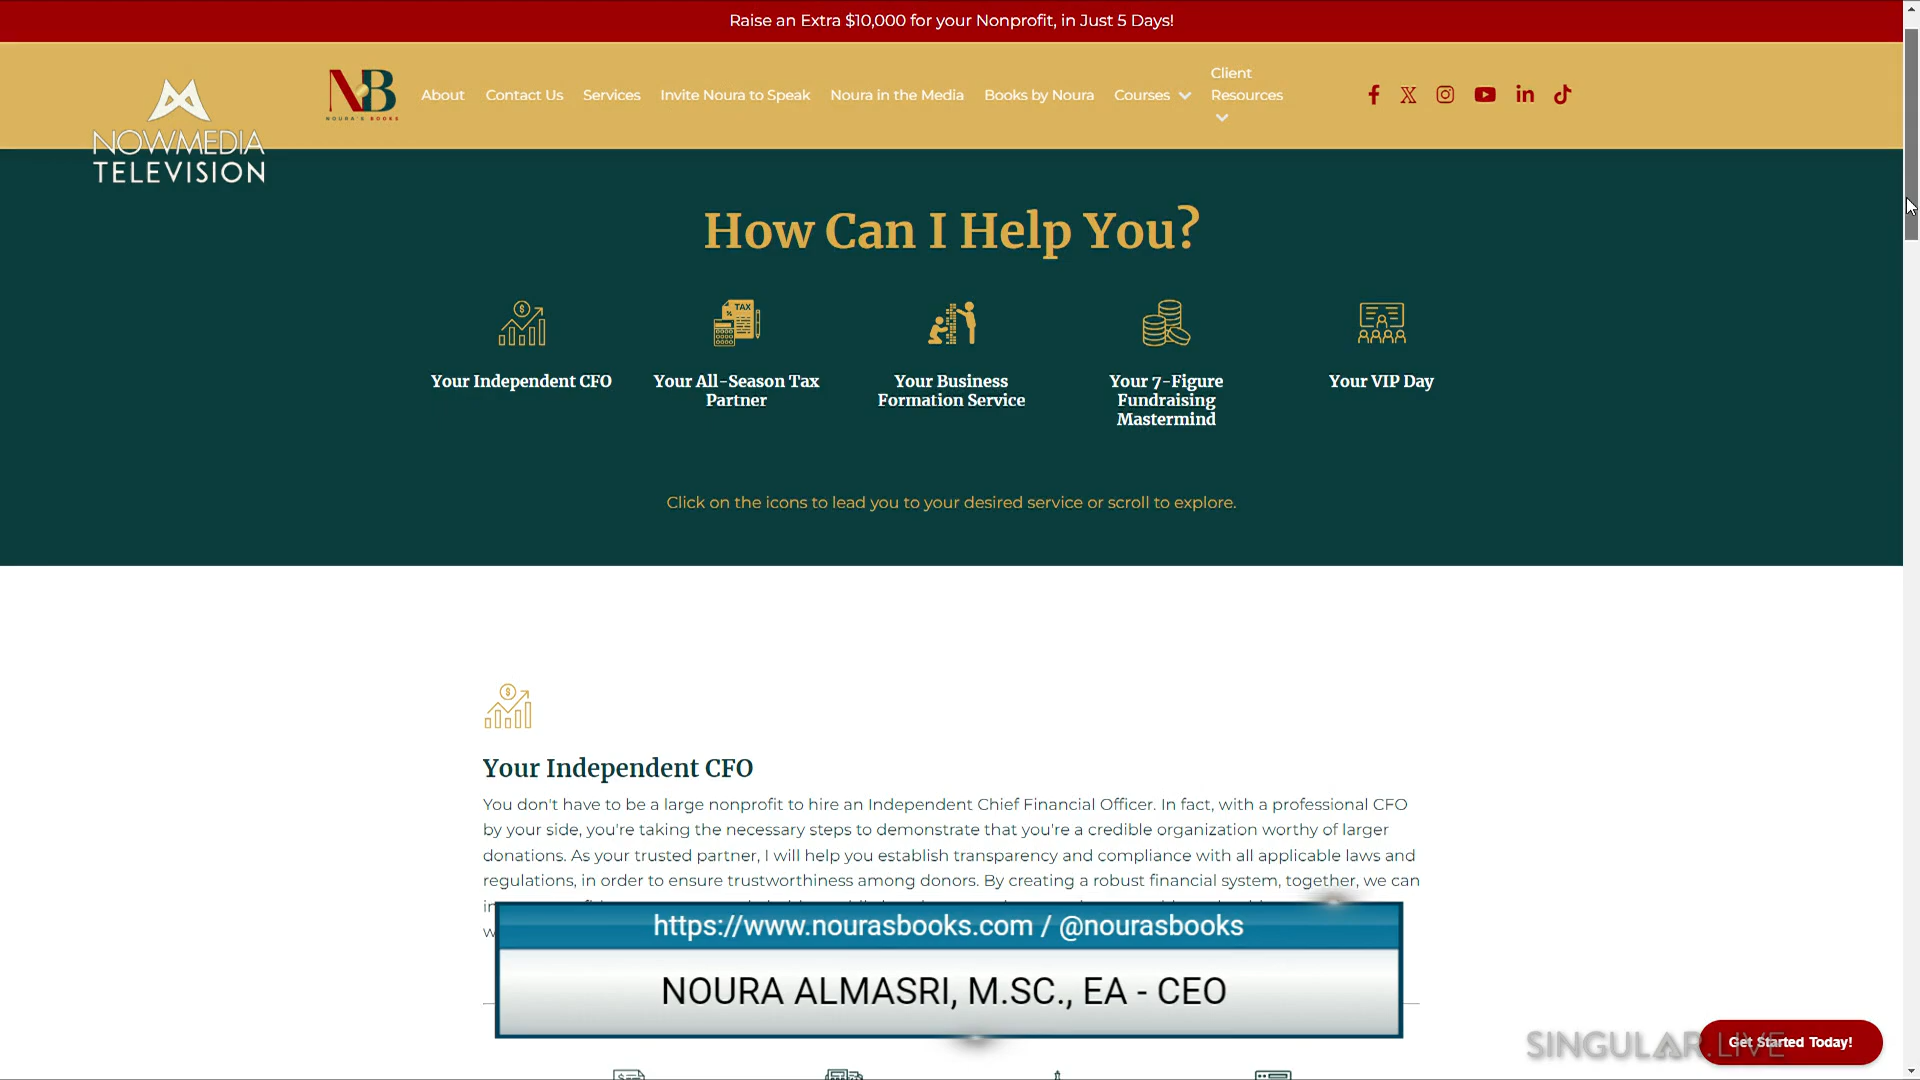 Raise an Extra $10,000 for your Nonprofit, in Just 5 Days!
NOWMEDIA
TELEVISION
NB
NOURA'S BOOKS
About
Contact Us
Services
Invite Noura to Speak
Noura in the Media
Books by Noura
Courses
Client
Resources
How Can I Help You?
TAX
Your Independent CFO
Your All-Season Tax
Partner
Your Business
Formation Service
Your 7-Figure
Fundraising
Mastermind
Your VIP Day
Click on the icons to lead you to your desired service or scroll to explore.
Your Independent CFO
You don't have to be a large nonprofit to hire an Independent Chief Financial Officer. In fact, with a professional CFO
by your side, you're taking the necessary steps to demonstrate that you're a credible organization worthy of larger
donations. As your trusted partner, I will help you establish transparency and compliance with all applicable laws and
regulations, in order to ensure trustworthiness among donors. By creating a robust financial system, together, we can
https://www.nourasbooks.com / @nourasbooks
NOURA ALMASRI, M.SC., EA - CEO
SINGULAR.LIVE
Get Started Today!